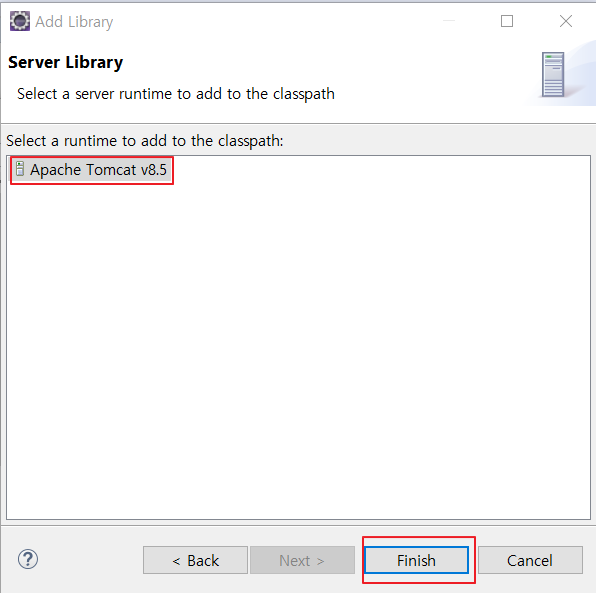 Add Library
Server Library
Select a server runtime to add to the classpath
Select a runtime to add to the classpath:
Apache Tomcat v8.5
?
< Back
Next >
Finish
Cancel